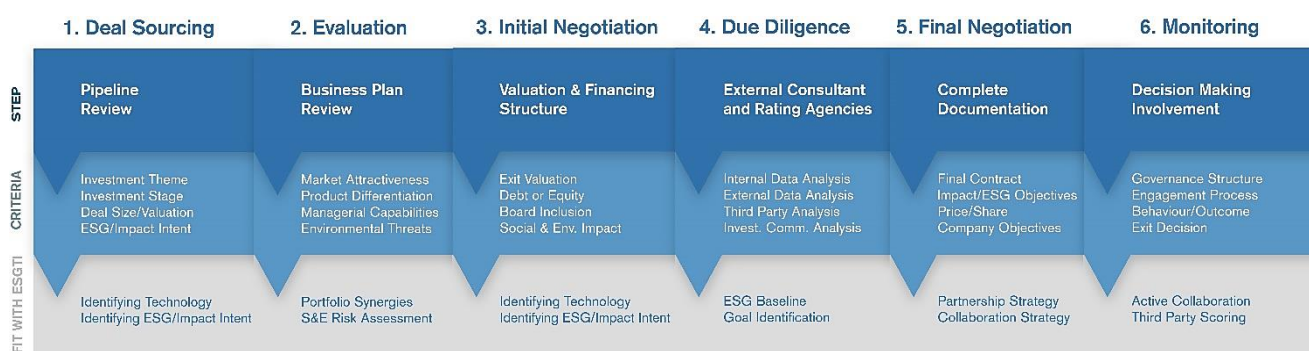 1. Deal Sourcing
2. Evaluation
3. Initial Negotiation
4. Due Diligence
5. Final Negotiation
6. Monitoring
STEP
Pipeline
Review
Business Plan
Review
Valuation & Financing
Structure
External Consultant
and Rating Agencies
Complete
Documentation
Decision Making
Involvement
CRITERIA
Investment Theme
Investment Stage
Deal Size/Valuation
ESG/Impact Intent
Market Attractiveness
Product Differentiation
Managerial Capabilities
Environmental Threats
Exit Valuation
Debt or Equity
Board Inclusion
Social & Env. Impact
Internal Data Analysis
External Data Analysis
Third Party Analysis
Invest. Comm. Analysis
Final Contract
Impact/ESG Objectives
Price/Share
Company Objectives
Governance Structure
Engagement Process
Behaviour/Outcome
Exit Decision
FIT WITH ESGTI
Identifying Technology
Identifying ESG/Impact Intent
Portfolio Synergies
S&E Risk Assessment
Identifying Technology
Identifying ESG/Impact Intent
ESG Baseline
Goal Identification
Partnership Strategy
Collaboration Strategy
Active Collaboration
Third Party Scoring